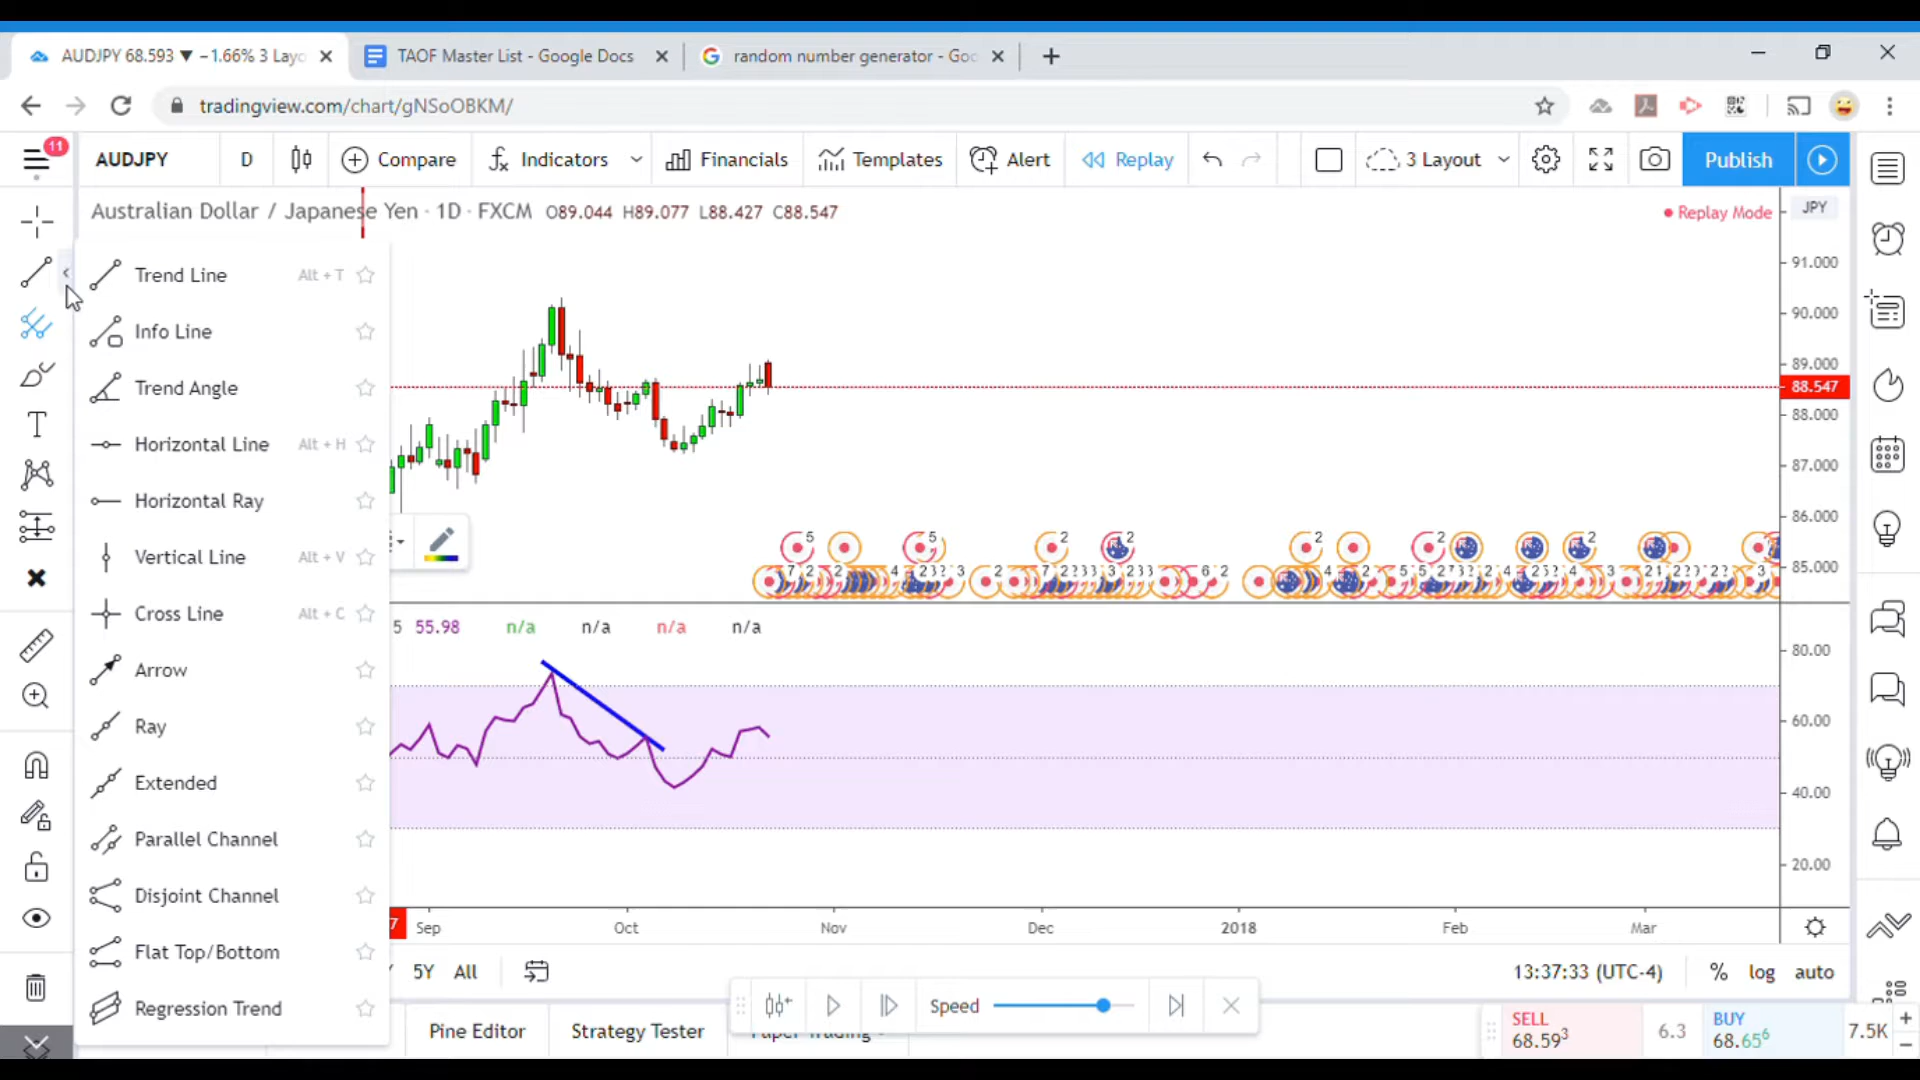 AUDJPY 68.593 ▼ −1.66% 3 Layo
TAOF Master List - Google Docs
random number generator - Goo
tradingview.com/chart/gNSoOBKM/
11
AUDJPY
D
Compare
Indicators
Financials
Templates
Alert
Replay
3 Layout
Publish
Australian Dollar / Japanese Yen · 1D · FXCM O89.044 H89.077 L88.427 C88.547
Replay Mode
JPY
Trend Line Alt + T
Info Line
Trend Angle
Horizontal Line Alt + H
Horizontal Ray
Vertical Line Alt + V
Cross Line Alt + C
Arrow
Ray
Extended
Parallel Channel
Disjoint Channel
Flat Top/Bottom
Regression Trend
91.000
90.000
89.000
88.547
88.000
87.000
86.000
85.000
5 55.98 n/a n/a n/a n/a
80.00
60.00
40.00
20.00
7 Sep Oct Nov Dec 2018 Feb Mar
5Y All
13:37:33 (UTC-4) % log auto
Speed
Pine Editor
Strategy Tester
Paper Trading
SELL
68.593
6.3
BUY
68.656
7.5K